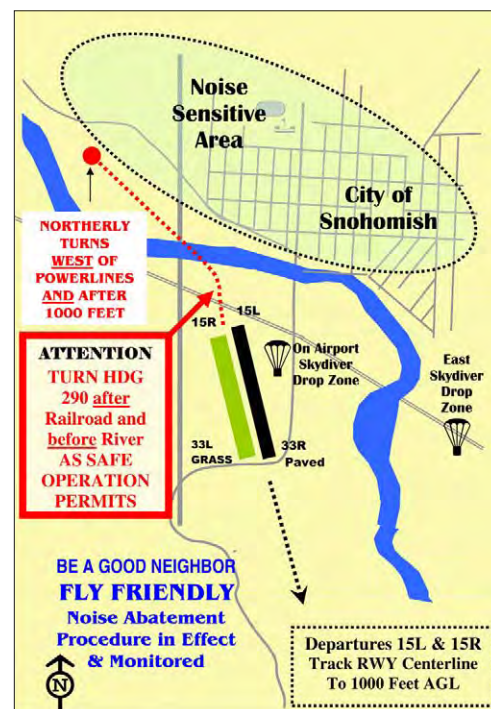 Noise
Sensitive
Area
City of
Snohomish
NORTHERLY
TURNS
WEST OF
POWERLINES
AND AFTER
1000 FEET
15R
15L
ATTENTION
TURN HDG
290 after
Railroad and
before River
AS SAFE
OPERATION
PERMITS
On Airport
Skydiver
Drop Zone
East
Skydiver
Drop
Zone
33L
GRASS
33R
Paved
BE A GOOD NEIGHBOR
FLY FRIENDLY
Noise Abatement
Procedure in Effect
& Monitored
N
Departures 15L & 15R
Track RWY Centerline
To 1000 Feet AGL